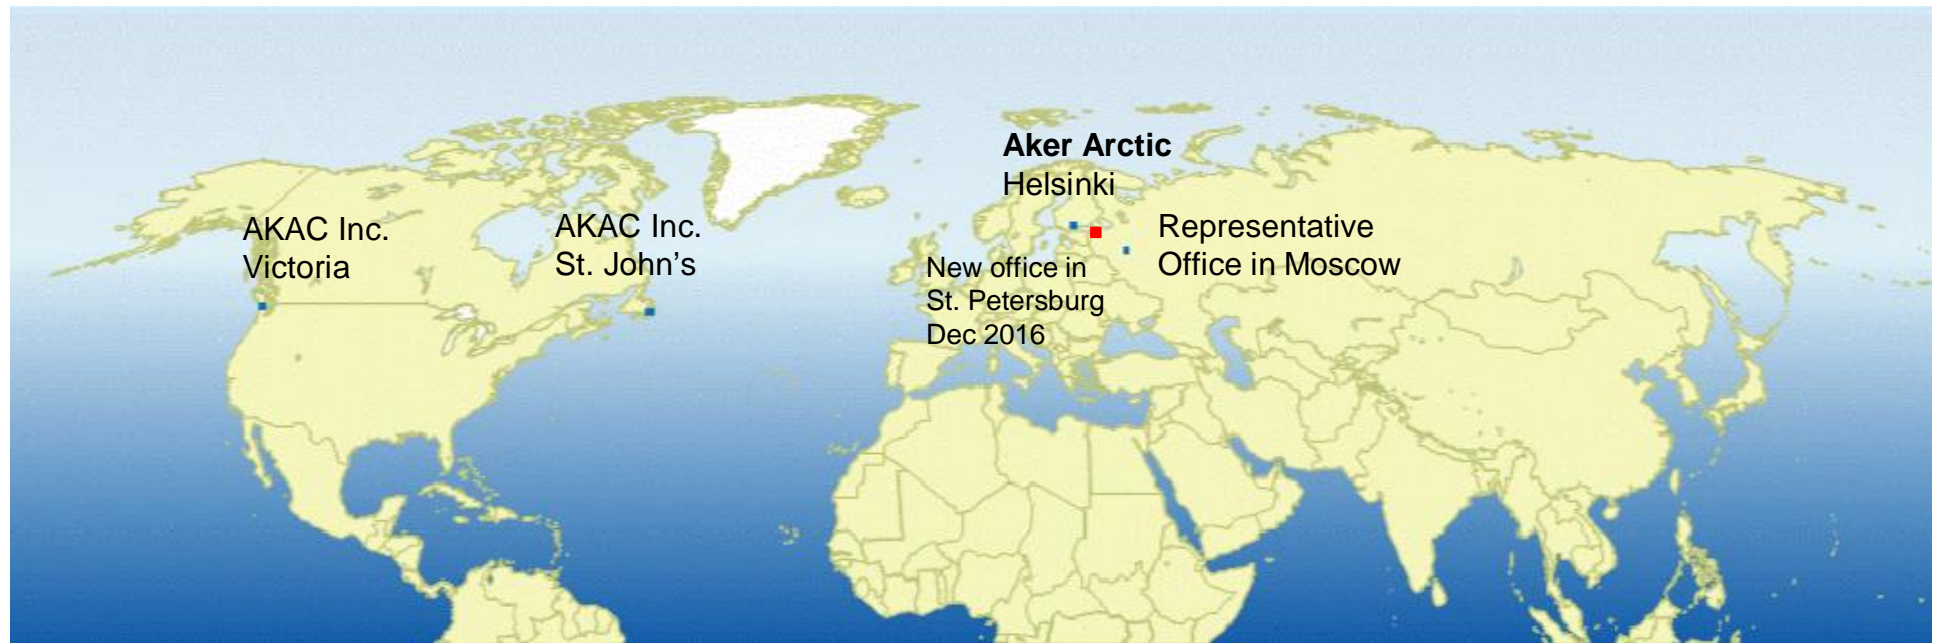 AKAC Inc.
Victoria
AKAC Inc.
St. John’s
Aker Arctic
Helsinki
New office in
St. Petersburg
Dec 2016
Representative
Office in Moscow